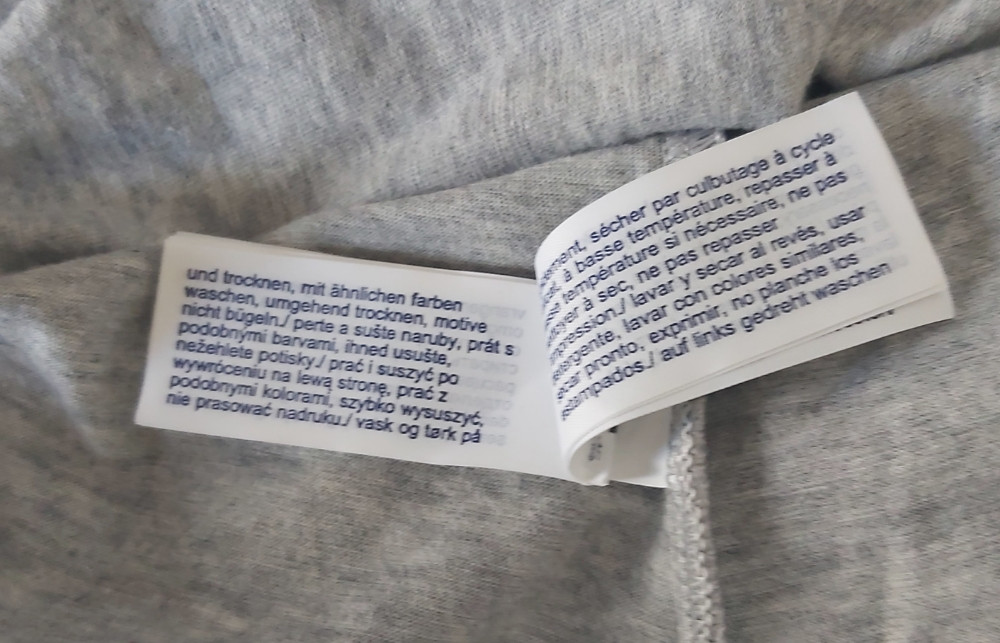 und trocknen, mit ähnlichen farben
waschen, umgehend trocknen, motive
nicht bügeln./ perte a sušte naruby, prát s
podobnými barvami, ihned usušte,
nežehlete potisky./ prać i suszyć po
wywróceniu na lewą stronę, prać z
podobnymi kolorami, szybko wysuszyć,
nie prasować nadruku./ vask og tørk på
sécher par culbutage à cycle
à basse température, repasser à
température si nécessaire, ne pas
à sec, ne pas repasser
lavar y secar al revés, usar
lavar con colores similares,
pronto, exprimir, no planche los
auf links gedreht waschen